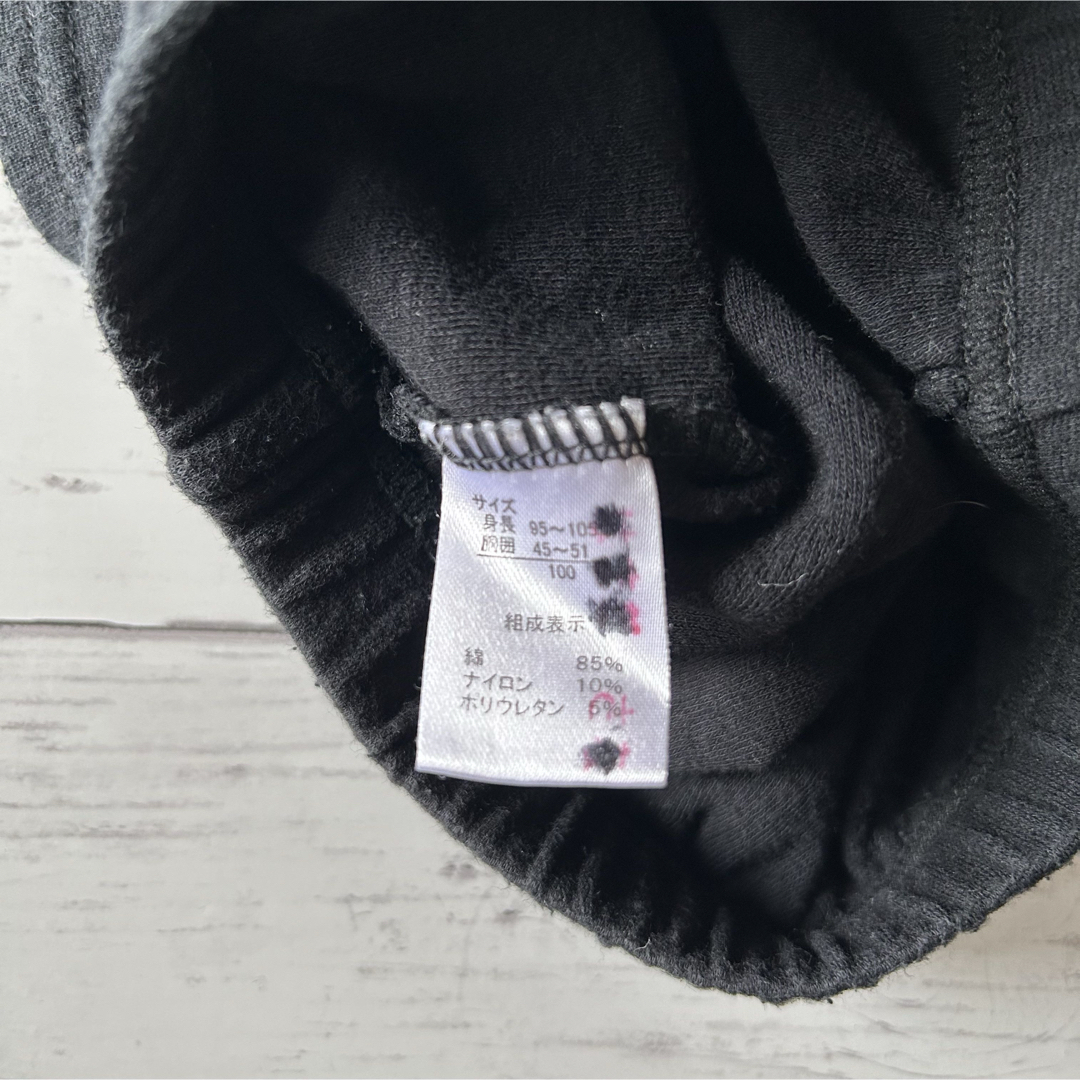 サイズ
身長 95～105
胸囲 45～51
100
組成表示
綿 85%
ナイロン 10%
ポリウレタン 5%